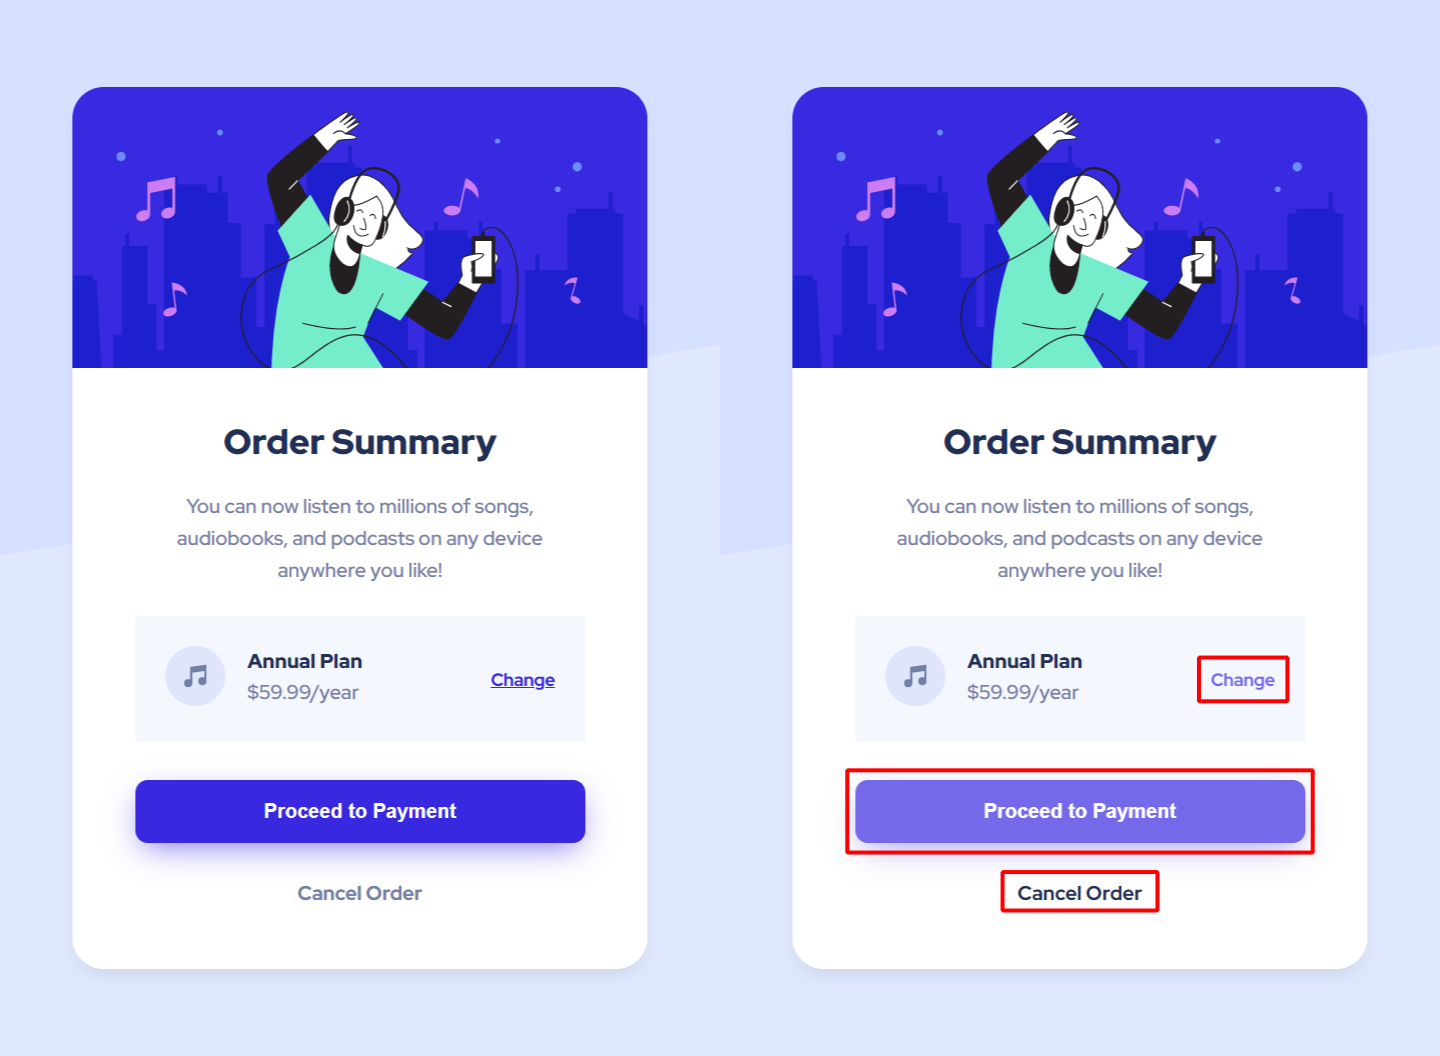 Order Summary
You can now listen to millions of songs,
audiobooks, and podcasts on any device
anywhere you like!
Annual Plan
$59.99/year
Change
Proceed to Payment
Cancel Order
Order Summary
You can now listen to millions of songs,
audiobooks, and podcasts on any device
anywhere you like!
Annual Plan
$59.99/year
Change
Proceed to Payment
Cancel Order